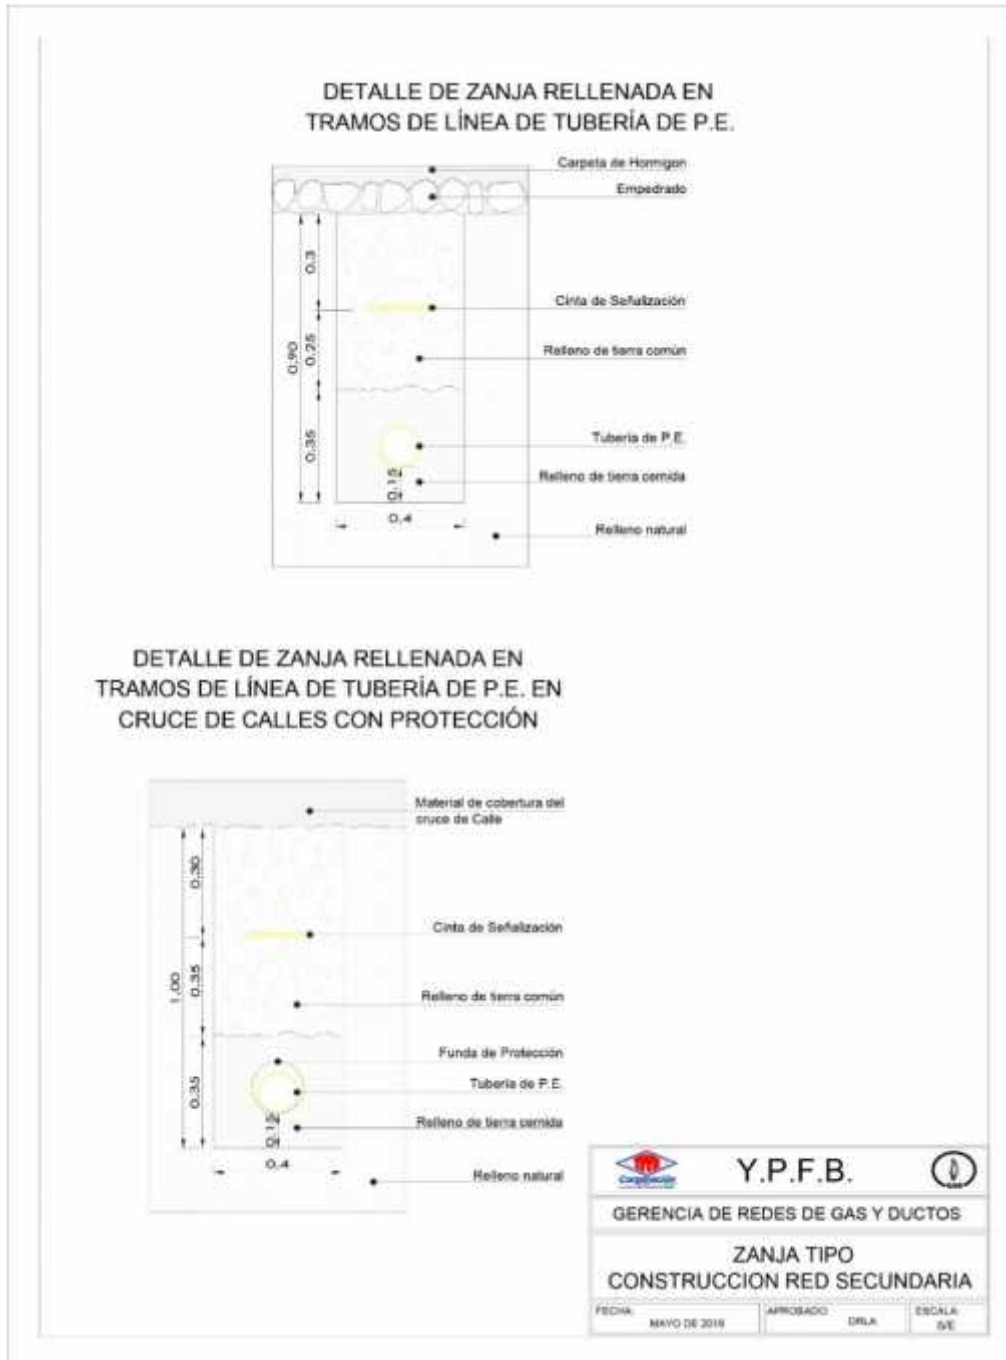 DETALLE DE ZANJA RELLENADA EN
TRAMOS DE LÍNEA DE TUBERÍA DE P.E.
Carpeta de Hormigon
Empedrado
0.3
Cinta de Señalización
0.25
0.90
Relleno de tierra común
0.35
Tubería de P.E.
0.15
Relleno de tierra cernida
0.4
Relleno natural
DETALLE DE ZANJA RELLENADA EN
TRAMOS DE LÍNEA DE TUBERÍA DE P.E. EN
CRUCE DE CALLES CON PROTECCIÓN
Material de cobertura del
cruce de Calle
0.30
Cinta de Señalización
0.35
1.00
Relleno de tierra común
Funda de Protección
Tubería de P.E.
0.35
Relleno de tierra cernida
0.15
0.4
Relleno natural
Corporación
Y.P.F.B.
GERENCIA DE REDES DE GAS Y DUCTOS
ZANJA TIPO
CONSTRUCCION RED SECUNDARIA
FECHA:
MAYO DE 2016
APROBADO:
DRLA
ESCALA:
S/E